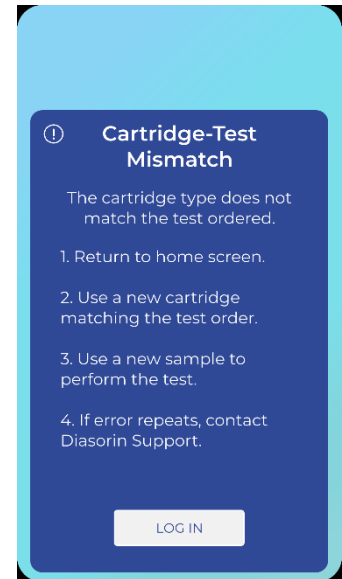 Cartridge-Test
Mismatch
The cartridge type does not
match the test ordered.
1. Return to home screen.
2. Use a new cartridge
matching the test order.
3. Use a new sample to
perform the test.
4. If error repeats, contact
Diasorin Support.
LOG IN